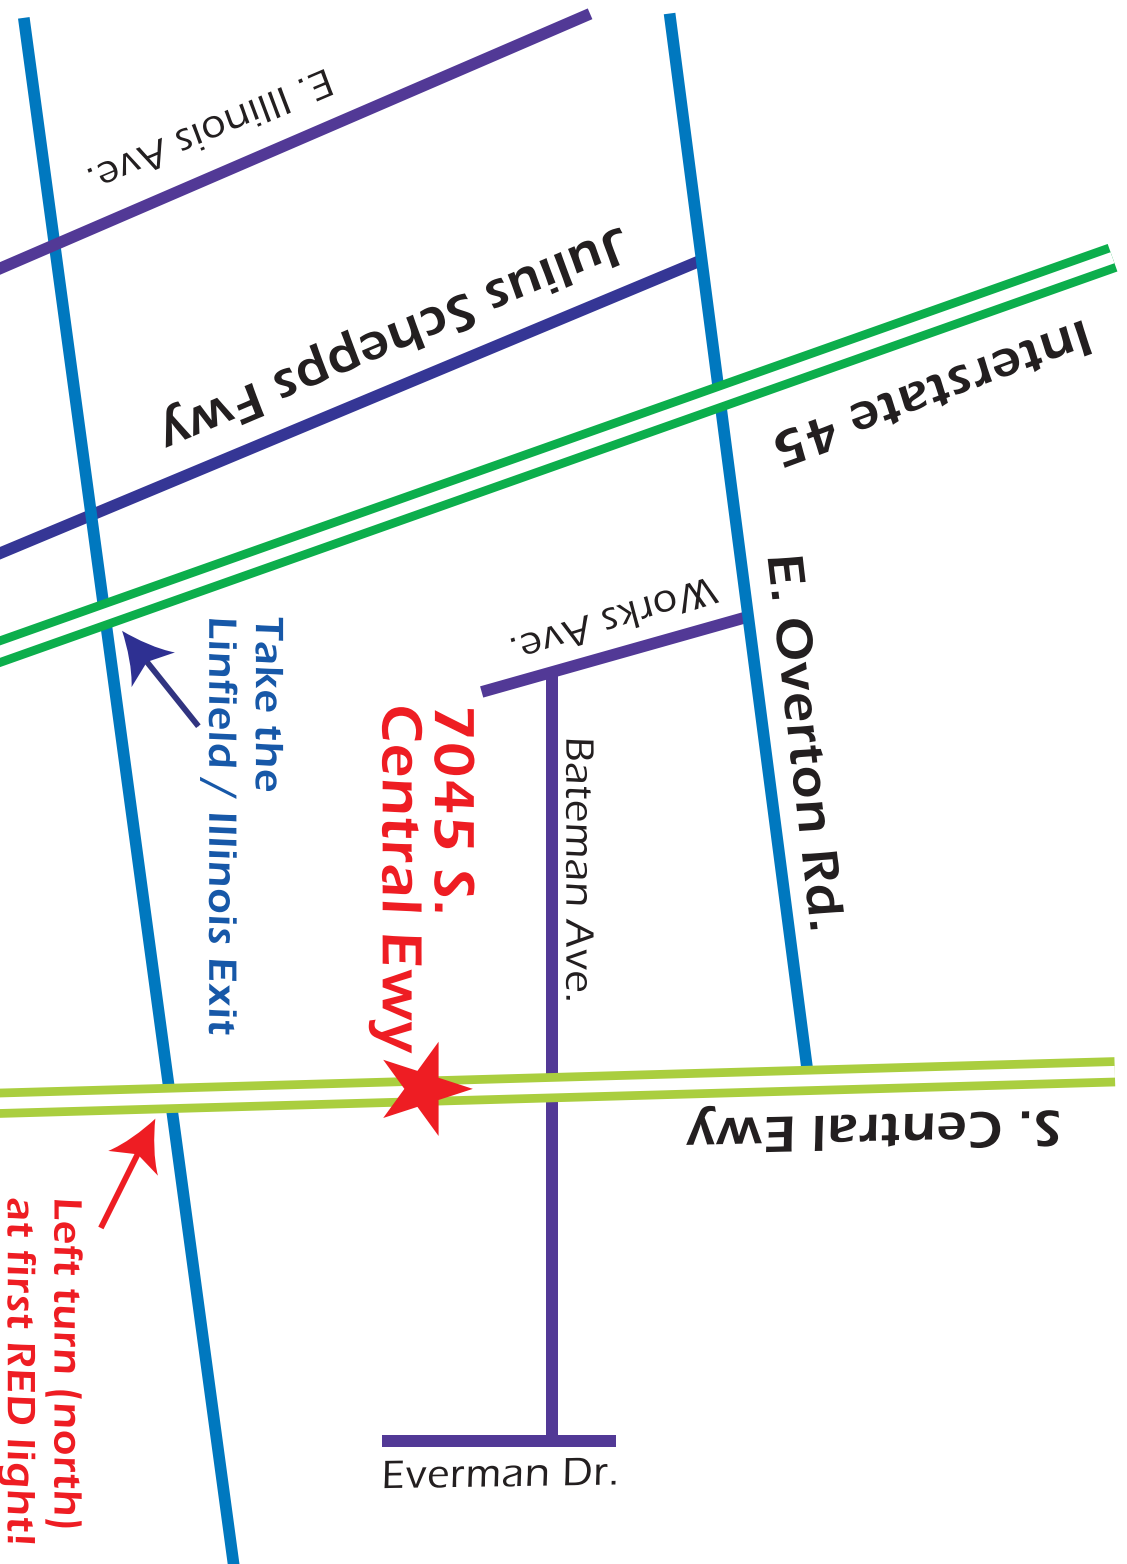 E. Illinois Ave.
Julius Schepps Fwy
Interstate 45
E. Overton Rd.
Works Ave.
Bateman Ave.
Take the
Linfield / Illinois Exit
7045 S.
Central Ewy
S. Central Ewy
Left turn (north)
at first RED light!
Everman Dr.